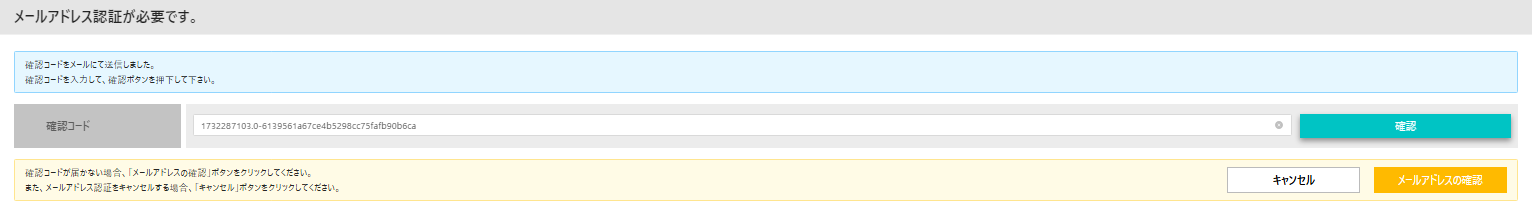 メールアドレス認証が必要です。
確認コードをメールにて送信しました。
確認コードを入力して、確認ボタンを押下して下さい。
確認コード
1732287103.0-6139561a67ce4b5298cc75fafb90b6ca
確認
確認コードが届かない場合、「メールアドレスの確認」ボタンをクリックしてください。
また、メールアドレス認証をキャンセルする場合、「キャンセル」ボタンをクリックしてください。
キャンセル
メールアドレスの確認